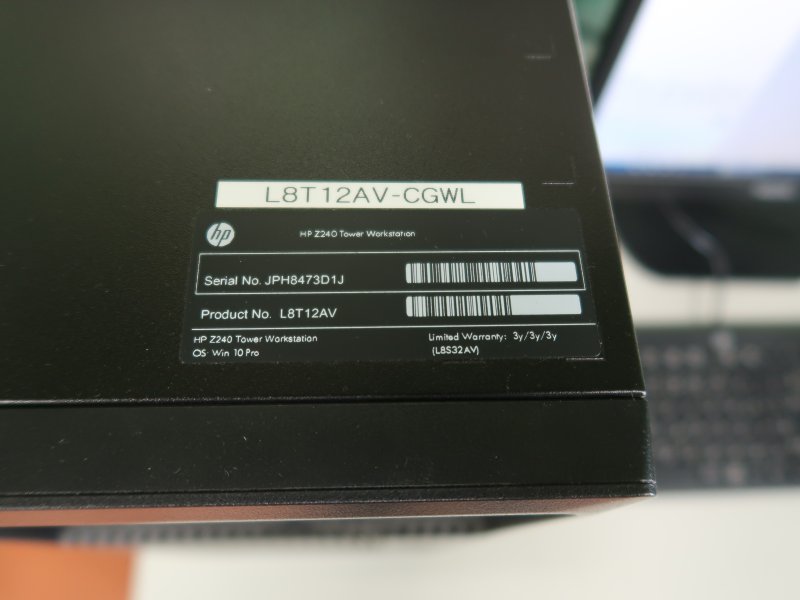 L8T12AV-CGWL
hp
HP Z240 Tower Workstation
Serial No. JPH8473D1J
Product No. L8T12AV
HP Z240 Tower Workstation
Limited Warranty: 3y/3y/3y
OS: Win 10 Pro
(L8S32AV)